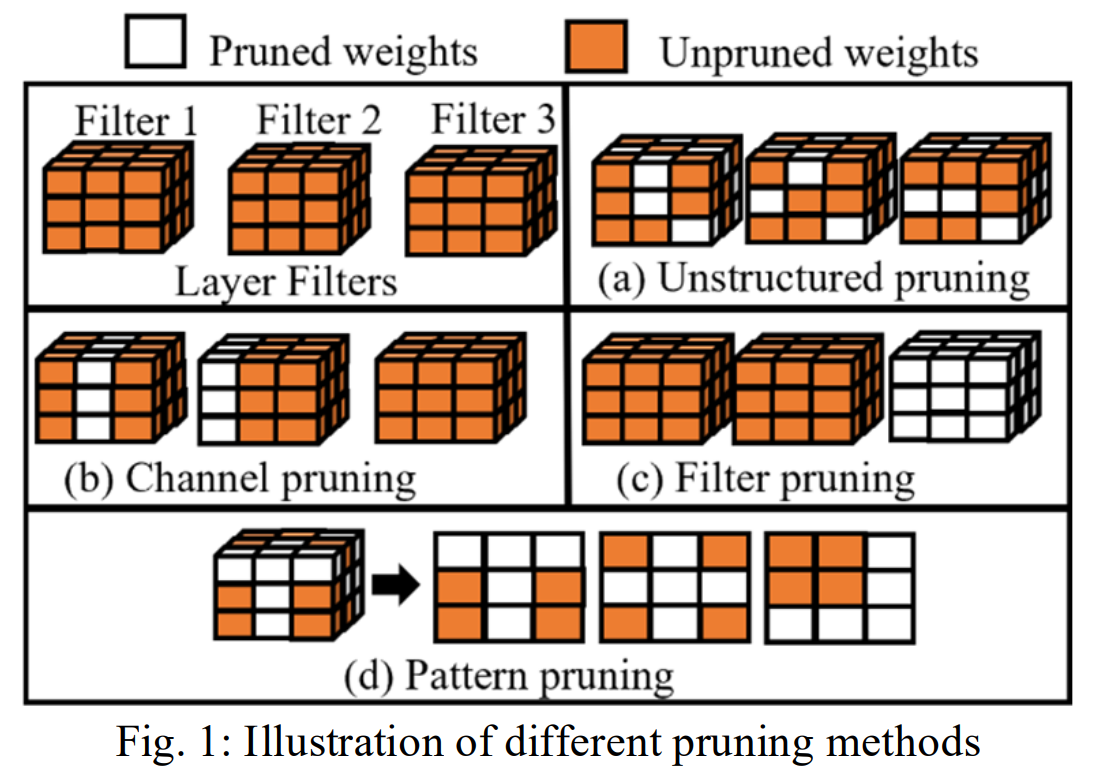 Pruned weights
Unpruned weights
Filter 1
Filter 2
Filter 3
Layer Filters
(a) Unstructured pruning
(b) Channel pruning
(c) Filter pruning
(d) Pattern pruning
Fig. 1: Illustration of different pruning methods